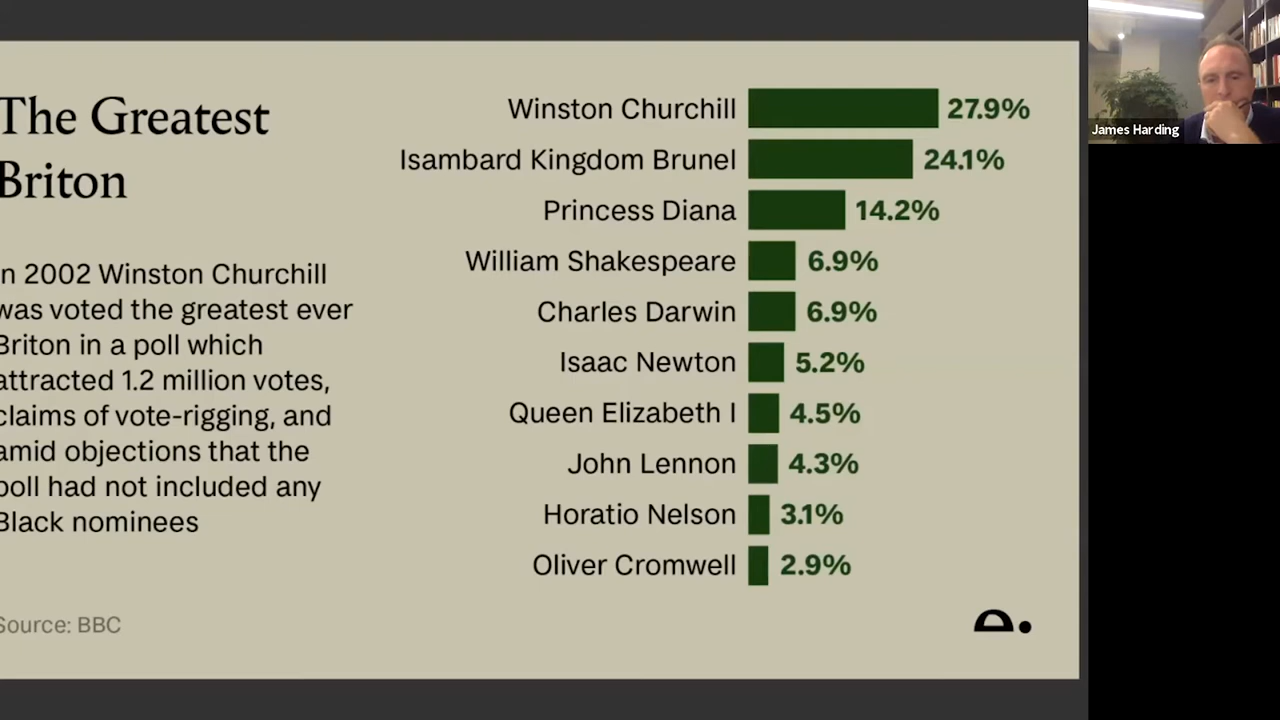 The Greatest
Briton
In 2002 Winston Churchill
was voted the greatest ever
Briton in a poll which
attracted 1.2 million votes,
claims of vote-rigging, and
amid objections that the
poll had not included any
Black nominees
Source: BBC
Winston Churchill 27.9%
Isambard Kingdom Brunel 24.1%
Princess Diana 14.2%
William Shakespeare 6.9%
Charles Darwin 6.9%
Isaac Newton 5.2%
Queen Elizabeth I 4.5%
John Lennon 4.3%
Horatio Nelson 3.1%
Oliver Cromwell 2.9%
James Harding